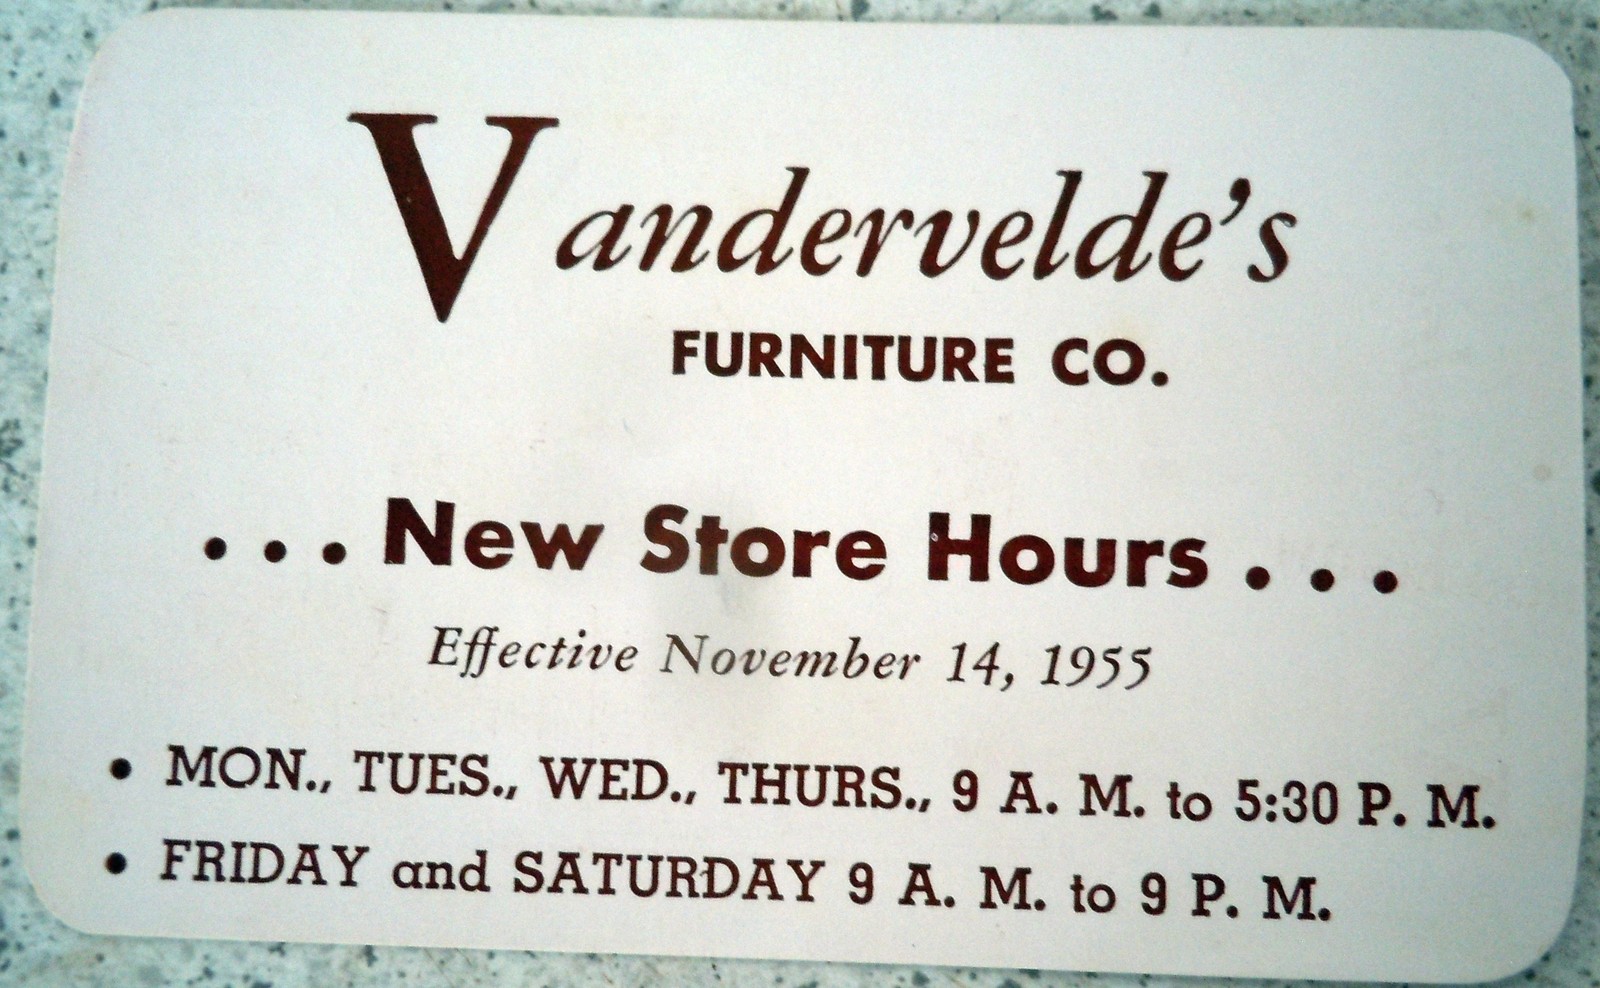 Vandervelde's
FURNITURE CO.
. . . New Store Hours . . .
Effective November 14, 1955
• MON., TUES., WED., THURS., 9 A. M. to 5:30 P. M.
• FRIDAY and SATURDAY 9 A. M. to 9 P. M.